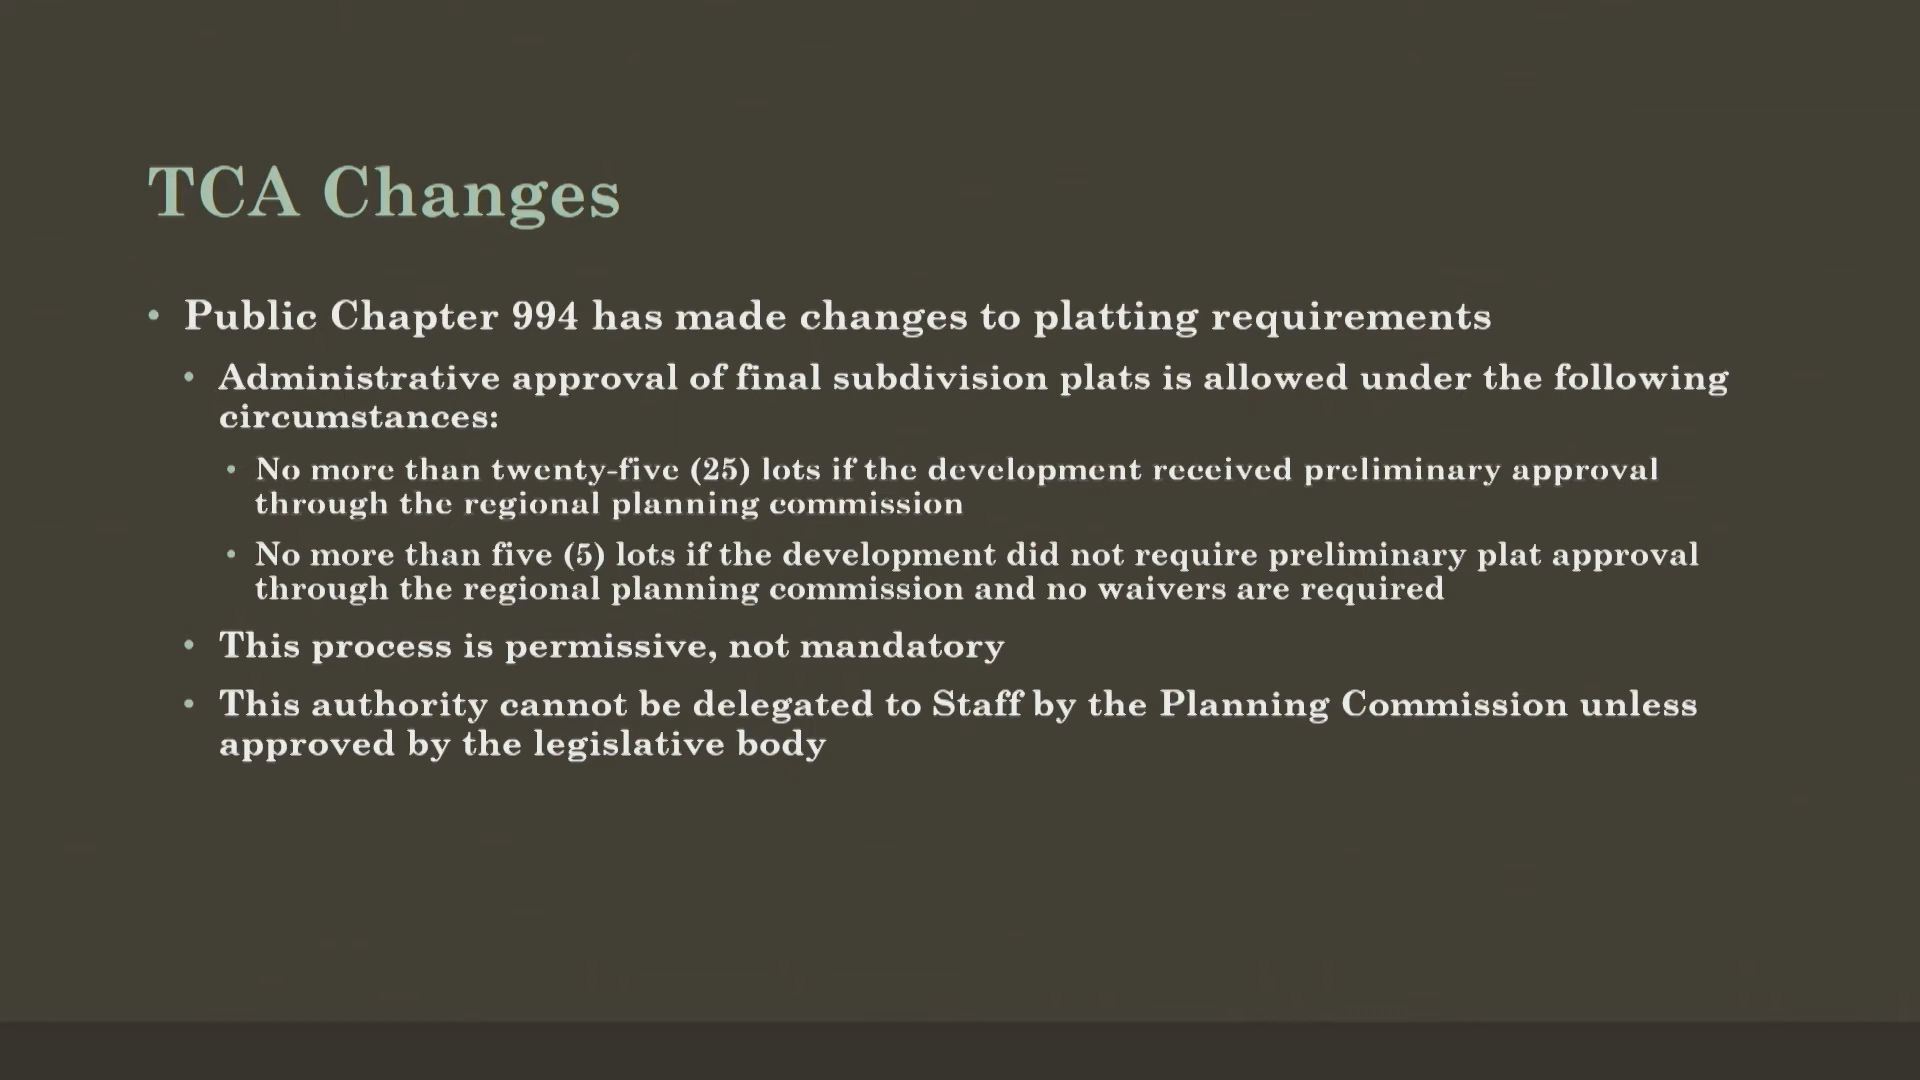 TCA Changes
• Public Chapter 994 has made changes to platting requirements
• Administrative approval of final subdivision plats is allowed under the following
circumstances:
• No more than twenty-five (25) lots if the development received preliminary approval
through the regional planning commission
• No more than five (5) lots if the development did not require preliminary plat approval
through the regional planning commission and no waivers are required
• This process is permissive, not mandatory
• This authority cannot be delegated to Staff by the Planning Commission unless
approved by the legislative body